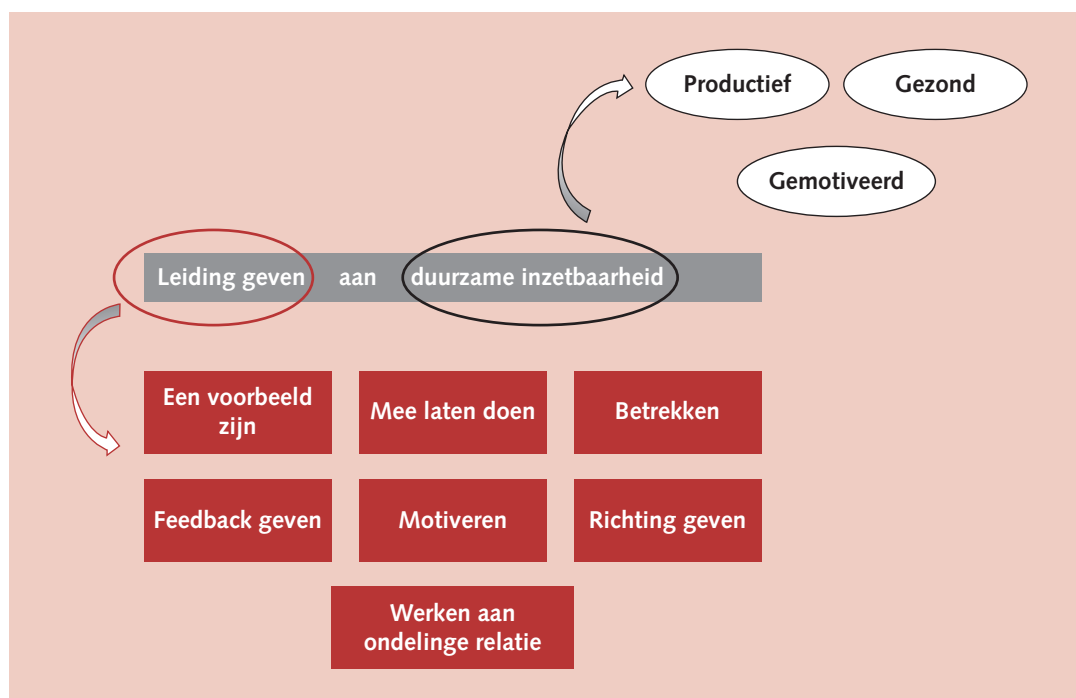 Productief
Gezond
Gemotiveerd
Leiding geven aan duurzame inzetbaarheid
Een voorbeeld
zijn
Mee laten doen
Betrekken
Feedback geven
Motiveren
Richting geven
Werken aan
ondelinge relatie